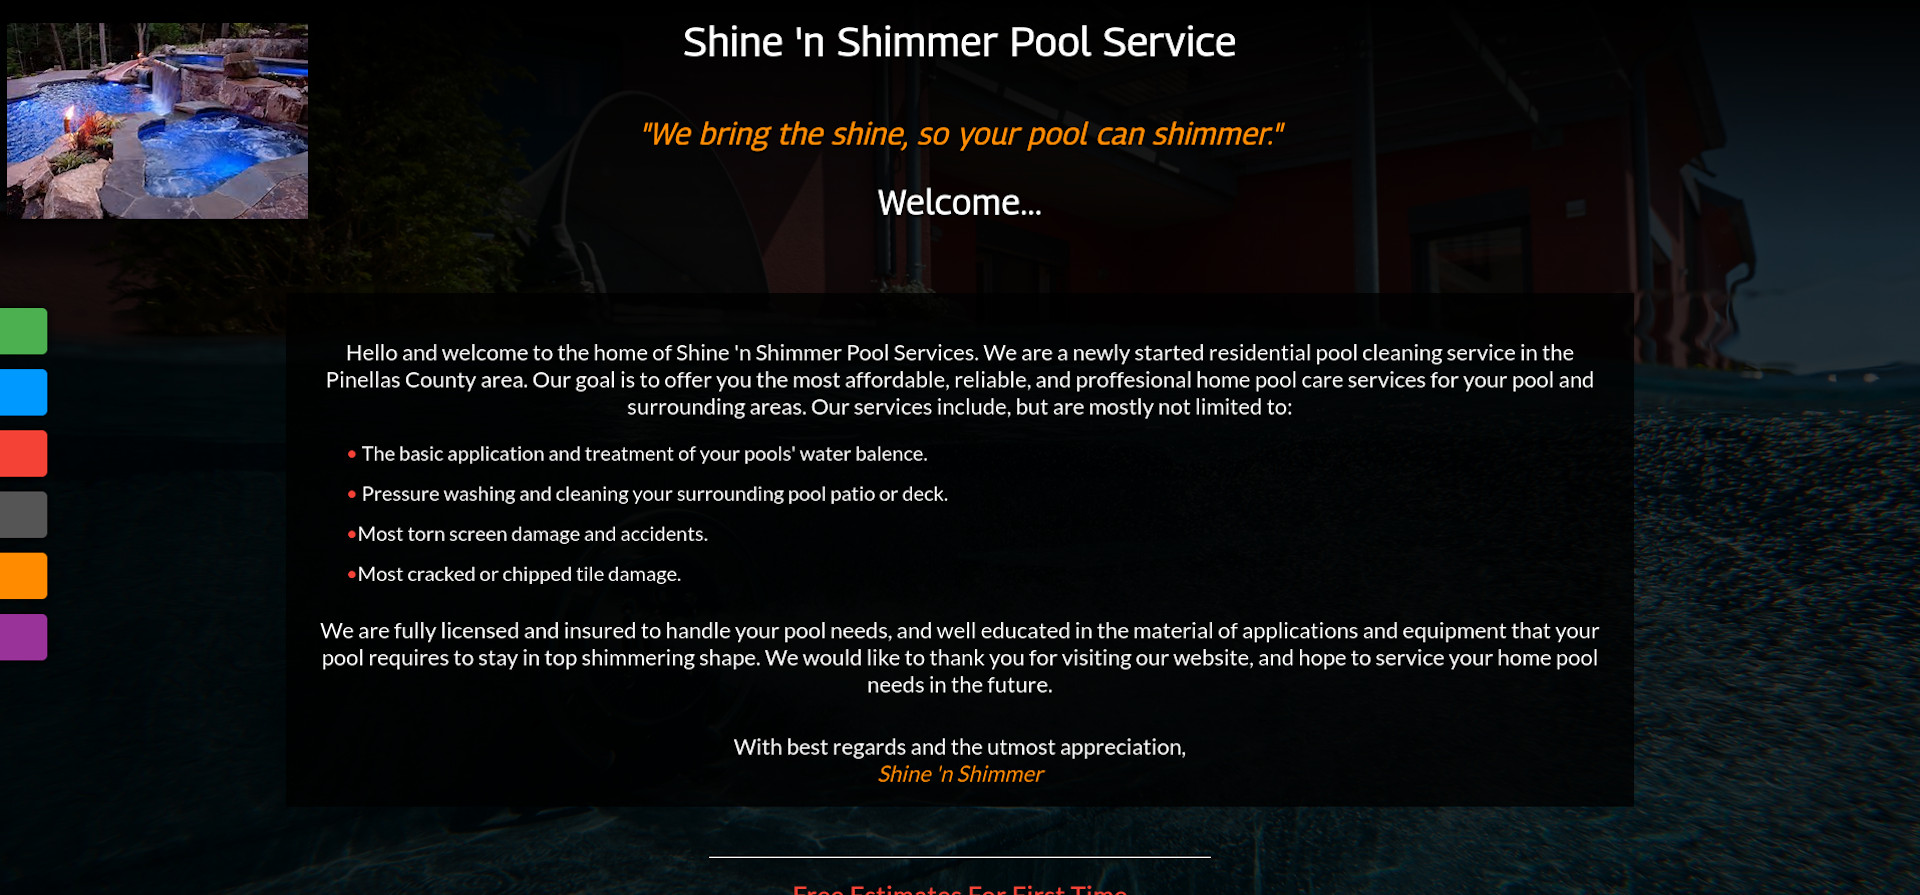 Shine 'n Shimmer Pool Service
"We bring the shine, so your pool can shimmer."
Welcome...
Hello and welcome to the home of Shine 'n Shimmer Pool Services. We are a newly started residential pool cleaning service in the
Pinellas County area. Our goal is to offer you the most affordable, reliable, and proffesional home pool care services for your pool and
surrounding areas. Our services include, but are mostly not limited to:
• The basic application and treatment of your pools' water balence.
• Pressure washing and cleaning your surrounding pool patio or deck.
•Most torn screen damage and accidents.
•Most cracked or chipped tile damage.
We are fully licensed and insured to handle your pool needs, and well educated in the material of applications and equipment that your
pool requires to stay in top shimmering shape. We would like to thank you for visiting our website, and hope to service your home pool
needs in the future.
With best regards and the utmost appreciation,
Shine 'n Shimmer
Free Estimates For First Time